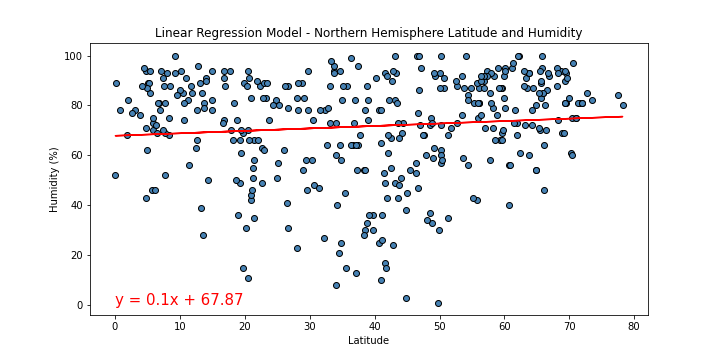 Linear Regression Model - Northern Hemisphere Latitude and Humidity
100
80
60
40
20
0
Humidity (%)
y = 0.1x + 67.87
0 10 20 30 40 50 60 70 80
Latitude